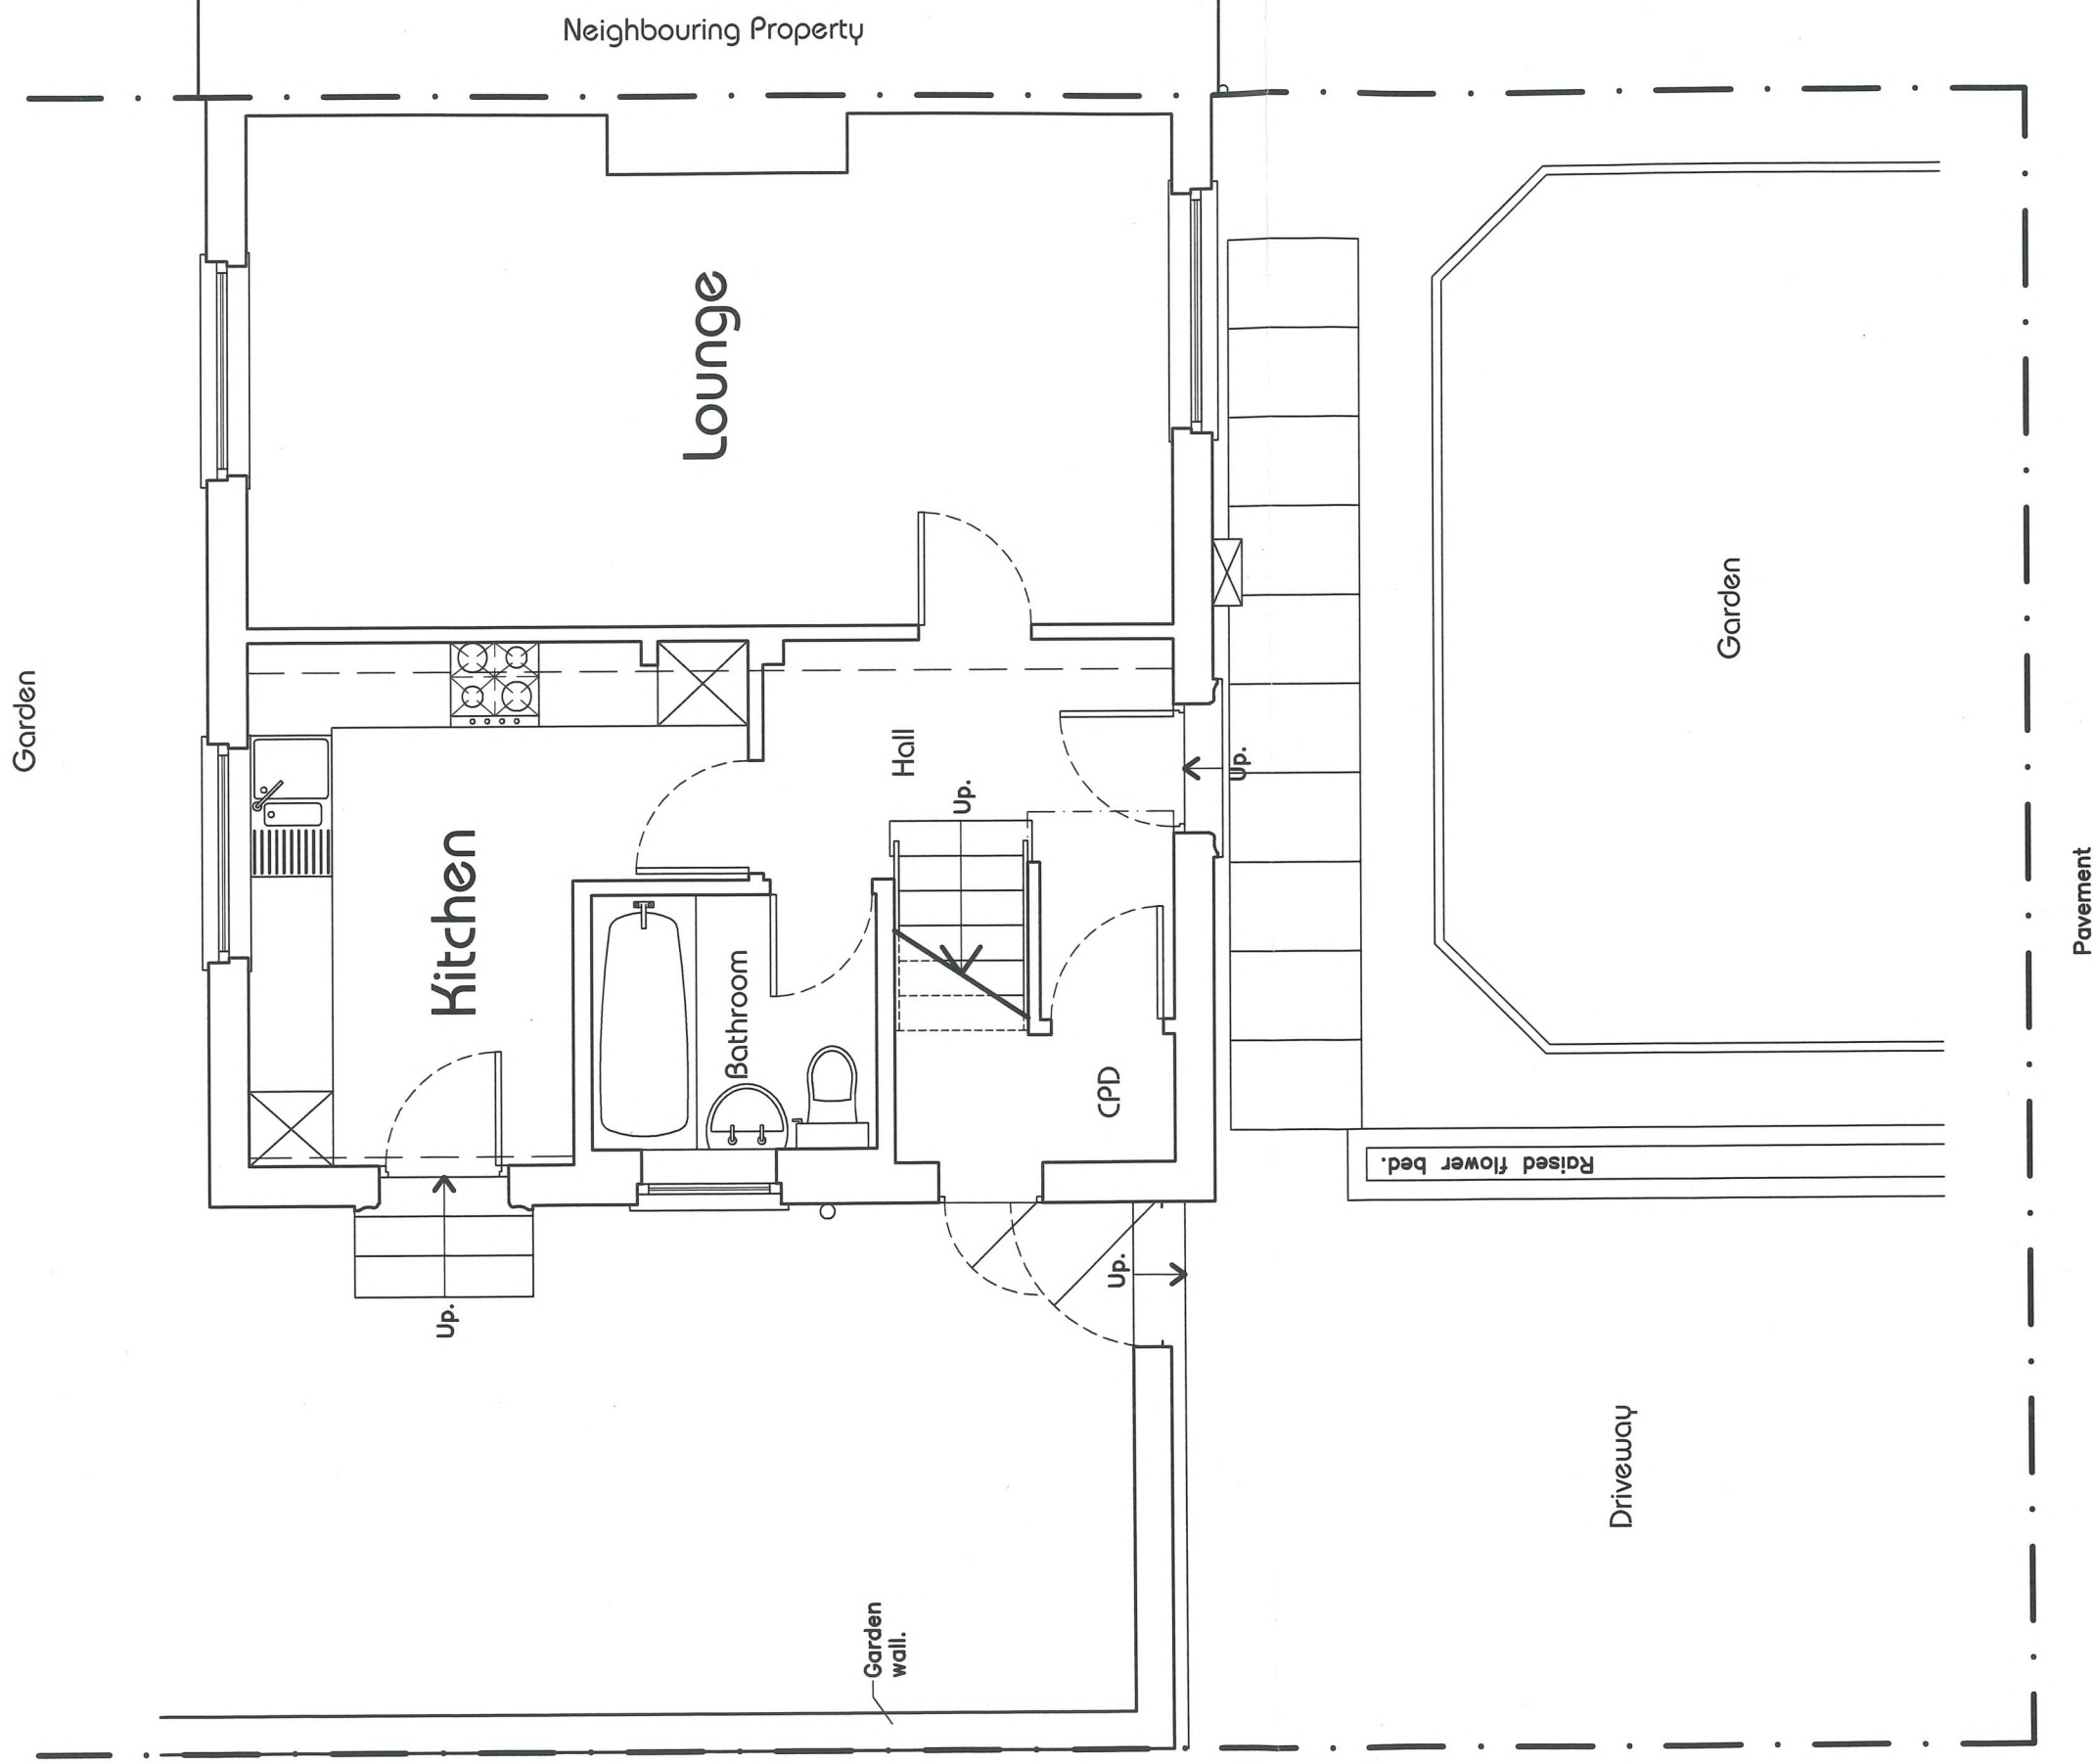 Neighbouring Property
Garden
Lounge
Kitchen
Hall
Up.
Up.
Bathroom
CPD
Up.
Up.
Garden
Pavement
Raised flower bed.
Driveway
Garden
wall.